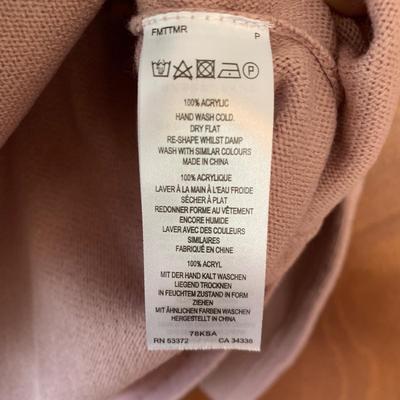 FMTTMR P
100% ACRYLIC
HAND WASH COLD.
DRY FLAT
RE-SHAPE WHILST DAMP
WASH WITH SIMILAR COLOURS
MADE IN CHINA
100% ACRYLIQUE
LAVER À LA MAIN À L'EAU FROIDE
SÉCHER À PLAT
REDONNER FORME AU VÊTEMENT
ENCORE HUMIDE
LAVER AVEC DES COULEURS
SIMILAIRES
FABRIQUÉ EN CHINE
100% ACRYL
MIT DER HAND KALT WASCHEN
LIEGEND TROCKNEN
IN FEUCHTEM ZUSTAND IN FORM
ZIEHEN
MIT ÄHNLICHEN FARBEN WASCHEN
HERGESTELLT IN CHINA
78KSA
RN 53372 CA 34330